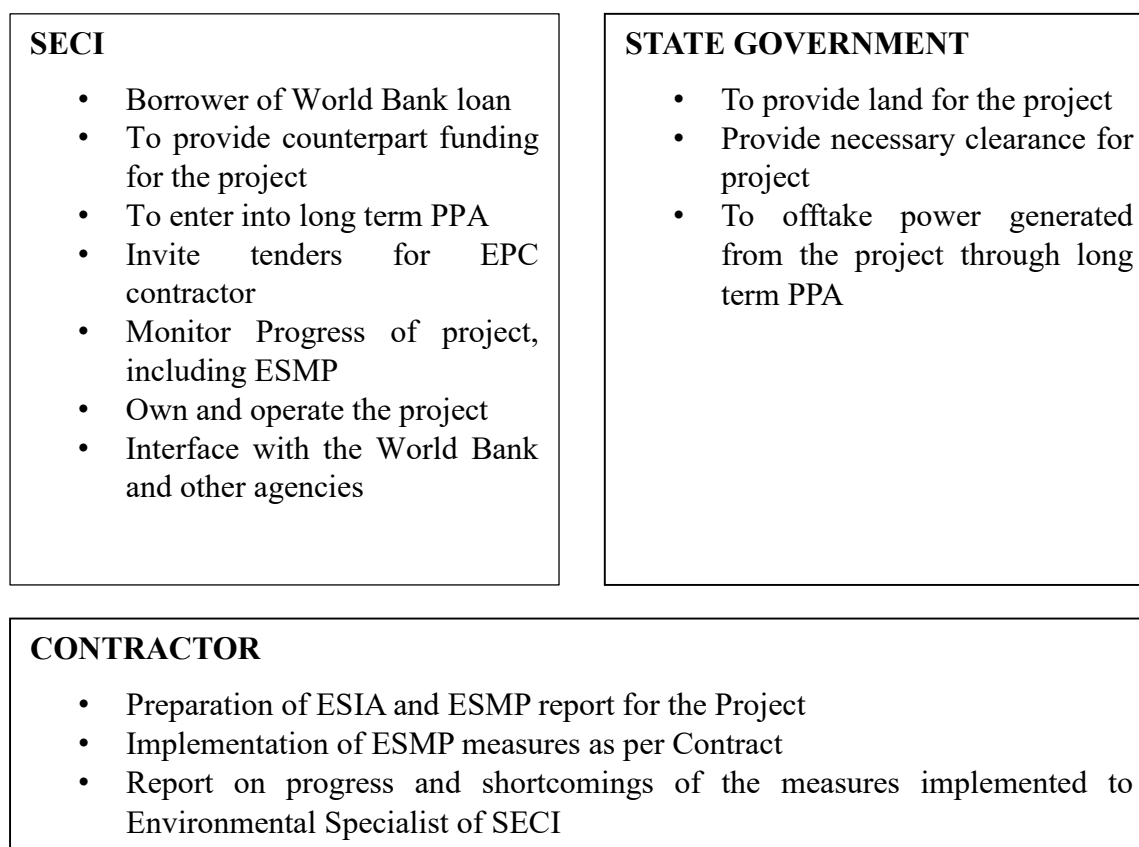 SECI
• Borrower of World Bank loan
• To provide counterpart funding
for the project
• To enter into long term PPA
• Invite tenders for EPC
contractor
• Monitor Progress of project,
including ESMP
• Own and operate the project
• Interface with the World Bank
and other agencies
STATE GOVERNMENT
• To provide land for the project
• Provide necessary clearance for
project
• To offtake power generated
from the project through long
term PPA
CONTRACTOR
• Preparation of ESIA and ESMP report for the Project
• Implementation of ESMP measures as per Contract
• Report on progress and shortcomings of the measures implemented to
Environmental Specialist of SECI